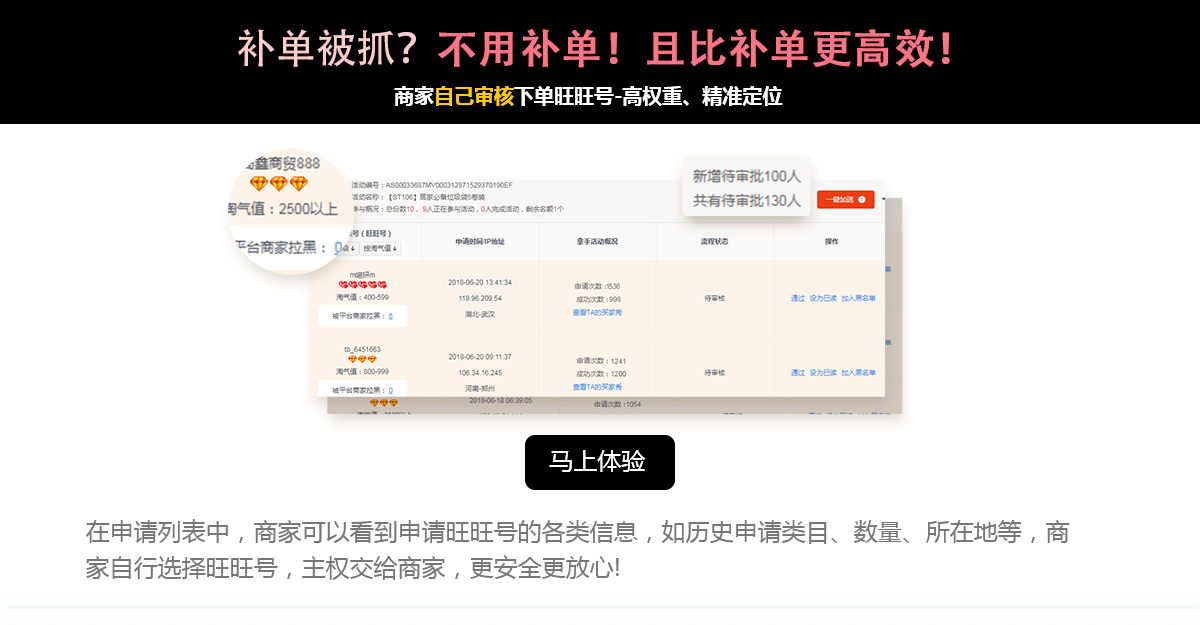 补单被抓？不用补单！且比补单更高效！
商家自己审核下单旺旺号-高权重、精准定位
鑫商贸888
淘气值：2500以上
平台商家拉黑：0
活动编号：AS00033687MV000312871529370190EF
活动名称：【ST106】居家必备垃圾袋5卷装
参与概况：总份数10，9人正在参与活动，0人完成活动，剩余名额1个
新增待审批100人
共有待审批130人
一键加速
号（旺旺号） 申请时间/IP地址 拿手活动概况 流程状态 操作
级 按淘气值
淘气值：400-599
被平台商家拉黑：6
2018-06-20 13:41:34
119.96.209.54
湖北-武汉
申请次数：1536
成功次数：998
查看TA的买家秀
待审核
通过 设为已读 加入黑名单
tb_6451663
淘气值：800-999
被平台商家拉黑：0
2018-06-20 09:11:37
106.34.16.245
河南-郑州
申请次数：1241
成功次数：1200
查看TA的买家秀
待审核
通过 设为已读 加入黑名单
2018-06-18 06:39:05
申请次数：1054
马上体验
在申请列表中，商家可以看到申请旺旺号的各类信息，如历史申请类目、数量、所在地等，商
家自行选择旺旺号，主权交给商家，更安全更放心!